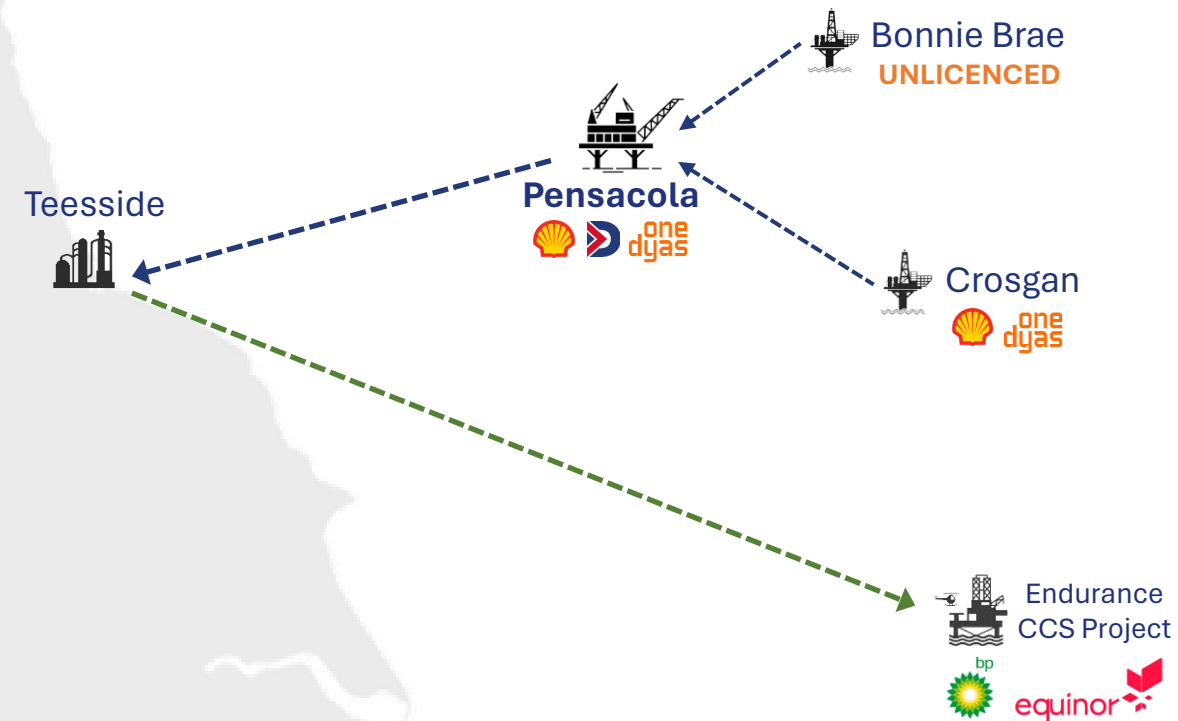 Bonnie Brae
UNLICENCED
Pensacola
one
dyas
Teesside
Crosgan
one
dyas
Endurance
CCS Project
bp
equinor